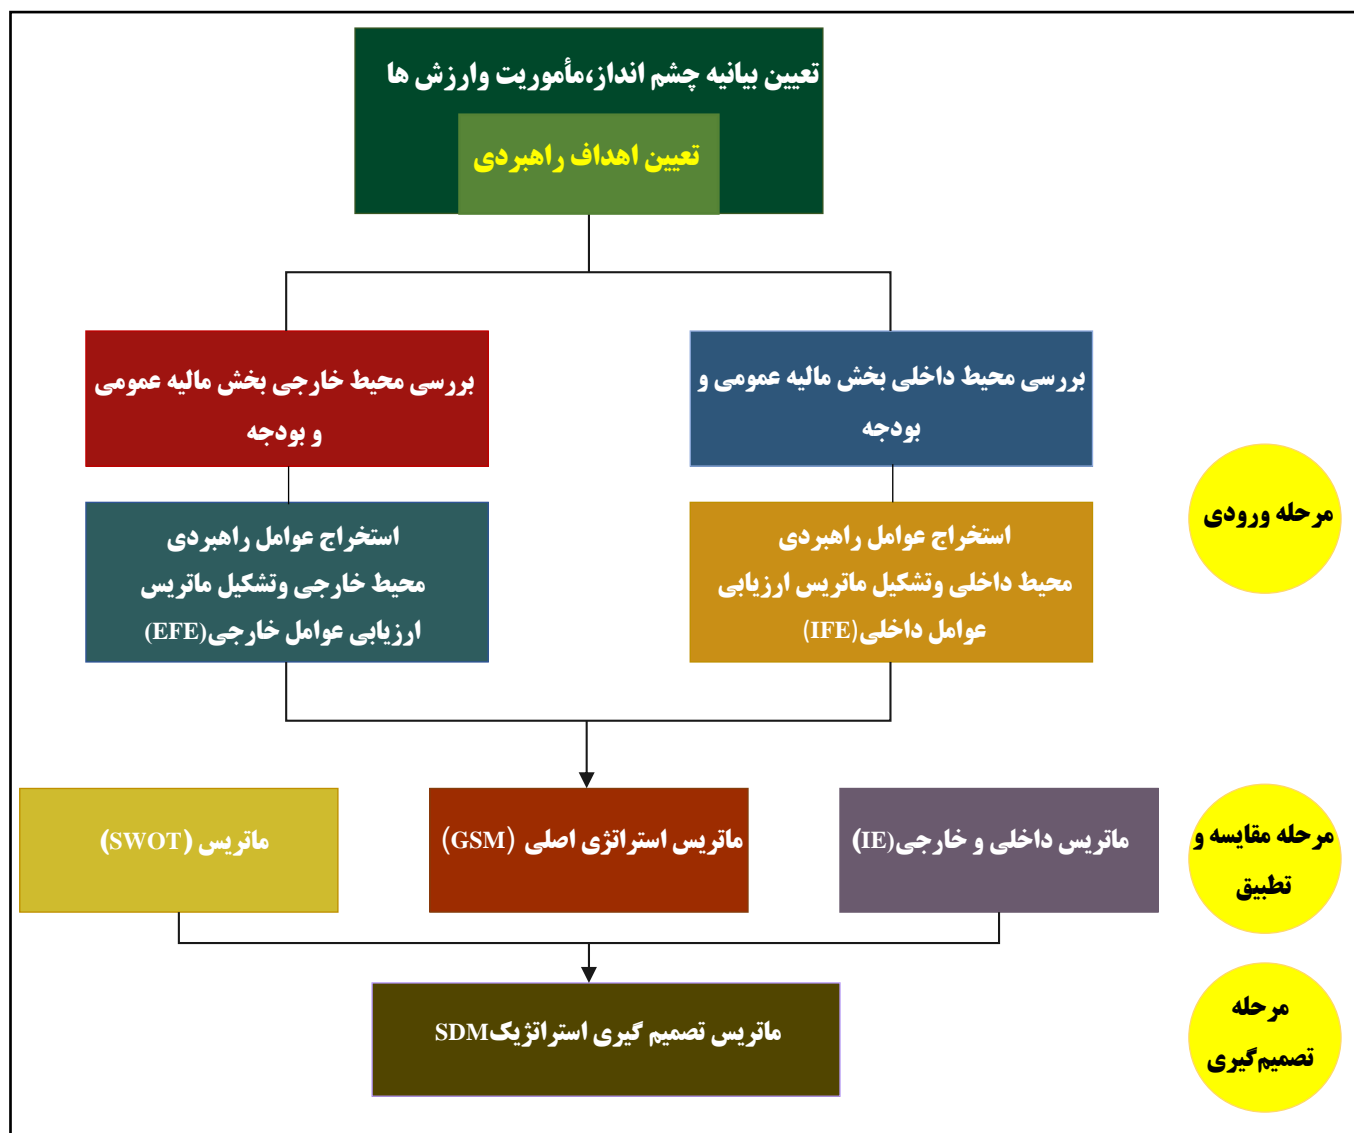 تعیین بیانیه چشم انداز،مأموریت وارزش ها
تعیین اهداف راهبردی
بررسی محیط داخلی بخش مالیه عمومی و
بودجه
بررسی محیط خارجی بخش مالیه عمومی
و بودجه
مرحله ورودی
استخراج عوامل راهبردی
محیط داخلی وتشکیل ماتریس ارزیابی
عوامل داخلی(IFE)
استخراج عوامل راهبردی
محیط خارجی وتشکیل ماتریس
ارزیابی عوامل خارجی(EFE)
مرحله مقایسه و
تطبیق
ماتریس داخلی و خارجی(IE)
ماتریس استراتژی اصلی (GSM)
ماتریس (SWOT)
مرحله
تصمیم‌گیری
ماتریس تصمیم گیری استراتژیکSDM